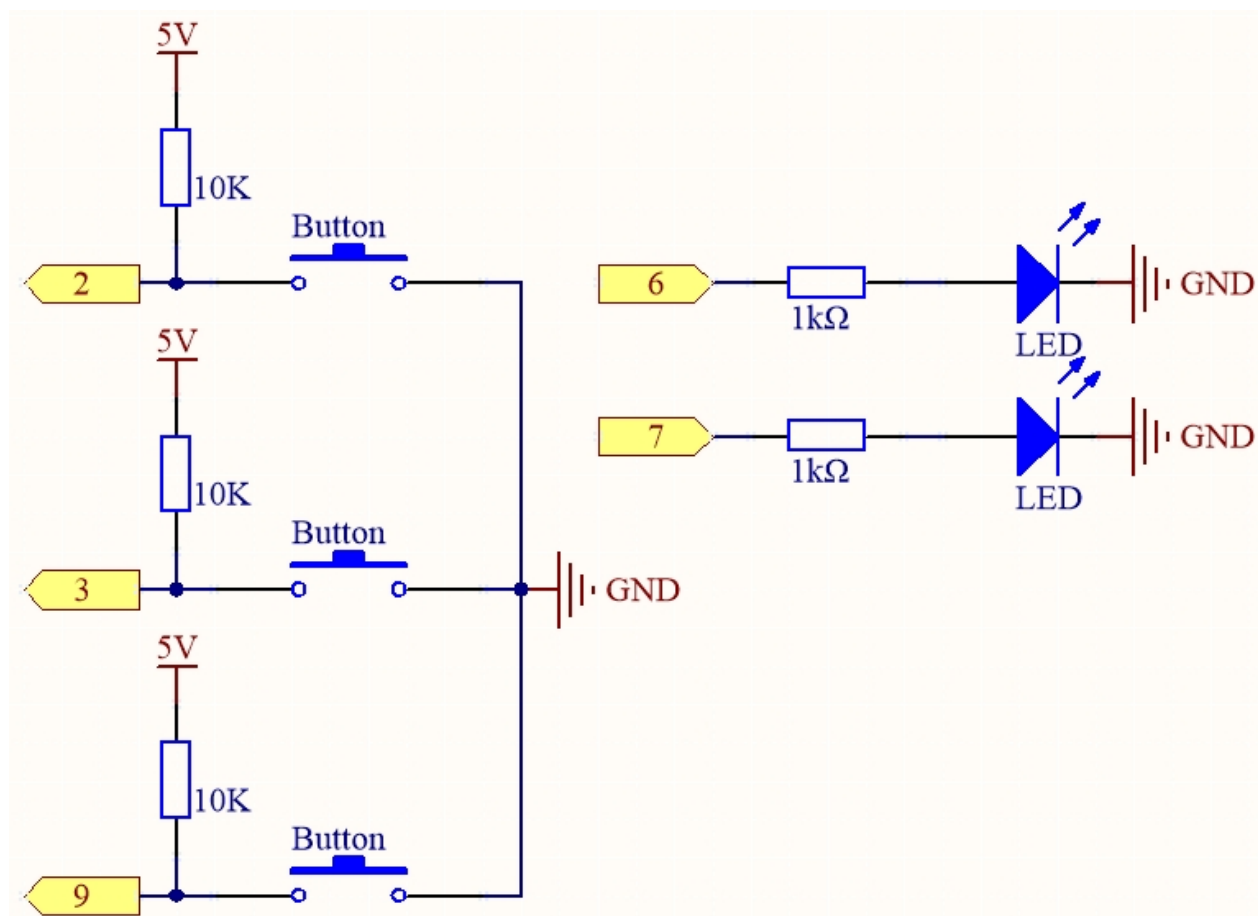 5V
10K
Button
2
5V
10K
Button
3
GND
5V
10K
Button
9
6
1kΩ
LED
GND
7
1kΩ
LED
GND